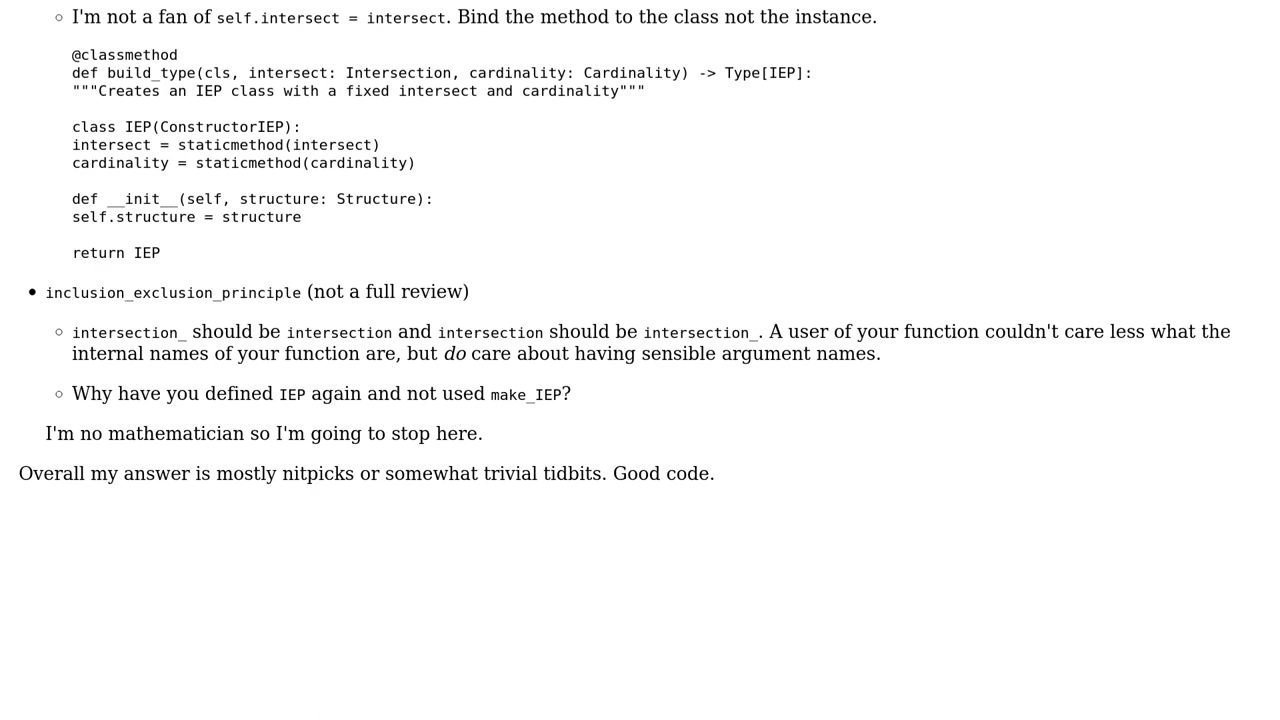 I'm not a fan of self.intersect = intersect. Bind the method to the class not the instance.
@classmethod
def build_type(cls, intersect: Intersection, cardinality: Cardinality) -> Type[IEP]:
"""Creates an IEP class with a fixed intersect and cardinality"""
class IEP(ConstructorIEP):
intersect = staticmethod(intersect)
cardinality = staticmethod(cardinality)
def __init__(self, structure: Structure):
self.structure = structure
return IEP
inclusion_exclusion_principle (not a full review)
intersection_ should be intersection and intersection should be intersection_. A user of your function couldn't care less what the
internal names of your function are, but do care about having sensible argument names.
Why have you defined IEP again and not used make_IEP?
I'm no mathematician so I'm going to stop here.
Overall my answer is mostly nitpicks or somewhat trivial tidbits. Good code.